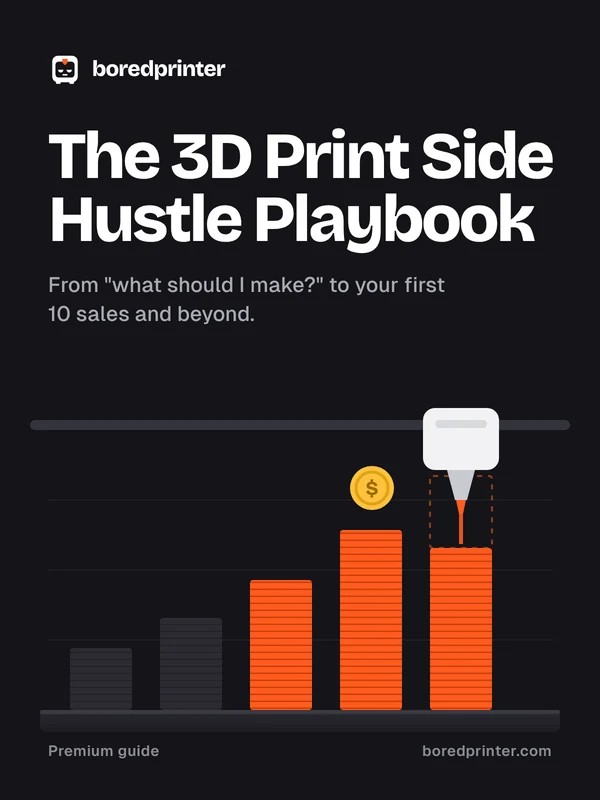 boredprinter
The 3D Print Side
Hustle Playbook
From "what should I make?" to your first
10 sales and beyond.
$
Premium guide
boredprinter.com